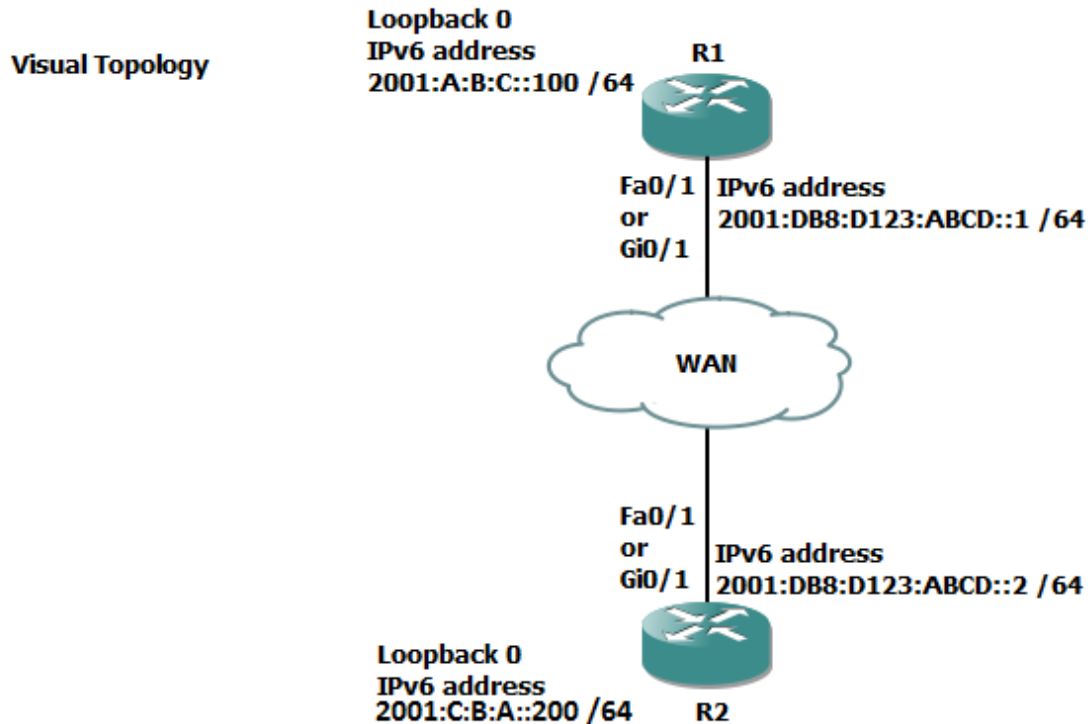 Visual Topology
Loopback 0
IPv6 address
2001:A:B:C::100 /64
R1
Fa0/1
or
Gi0/1
IPv6 address
2001:DB8:D123:ABCD::1 /64
WAN
Fa0/1
or
Gi0/1
IPv6 address
2001:DB8:D123:ABCD::2 /64
Loopback 0
IPv6 address
2001:C:B:A::200 /64
R2